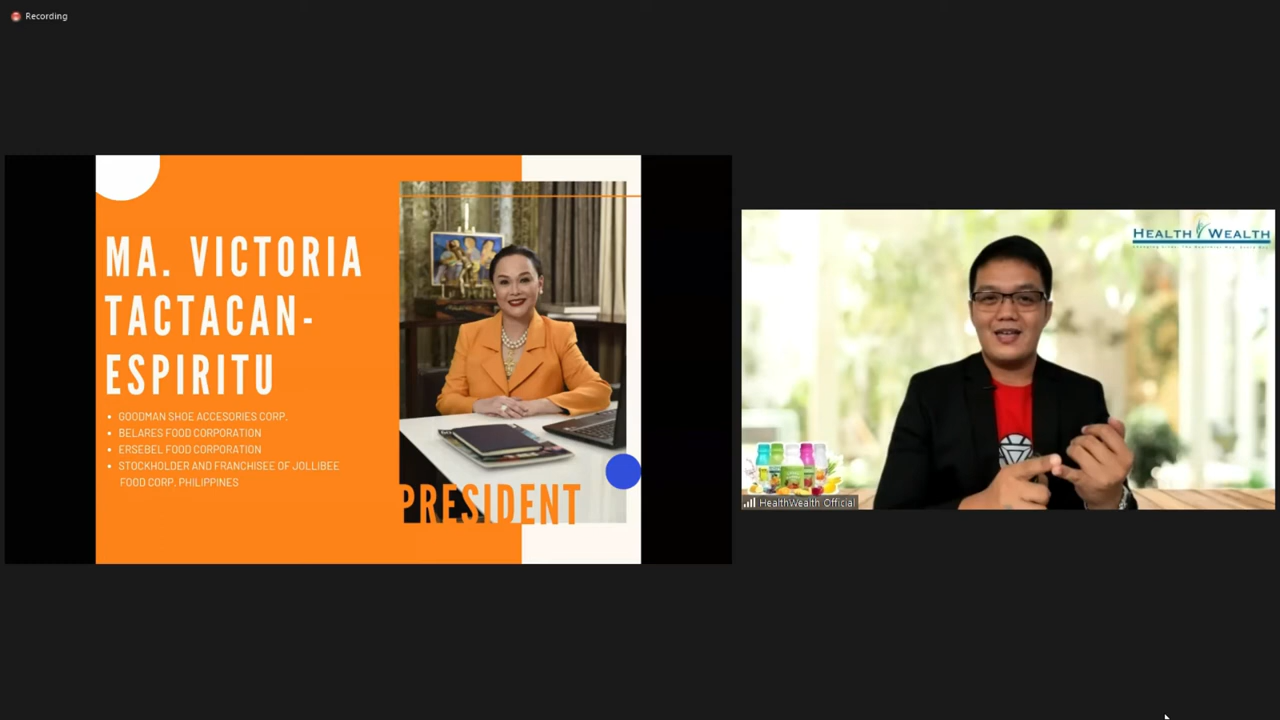 Recording
MA. VICTORIA
TACTACAN-
ESPIRITU
• GOODMAN SHOE ACCESORIES CORP.
• BELARES FOOD CORPORATION
• ERSEBEL FOOD CORPORATION
• STOCKHOLDER AND FRANCHISEE OF JOLLIBEE
FOOD CORP. PHILIPPINES
PRESIDENT
HEALTH WEALTH
HealthWealth Official